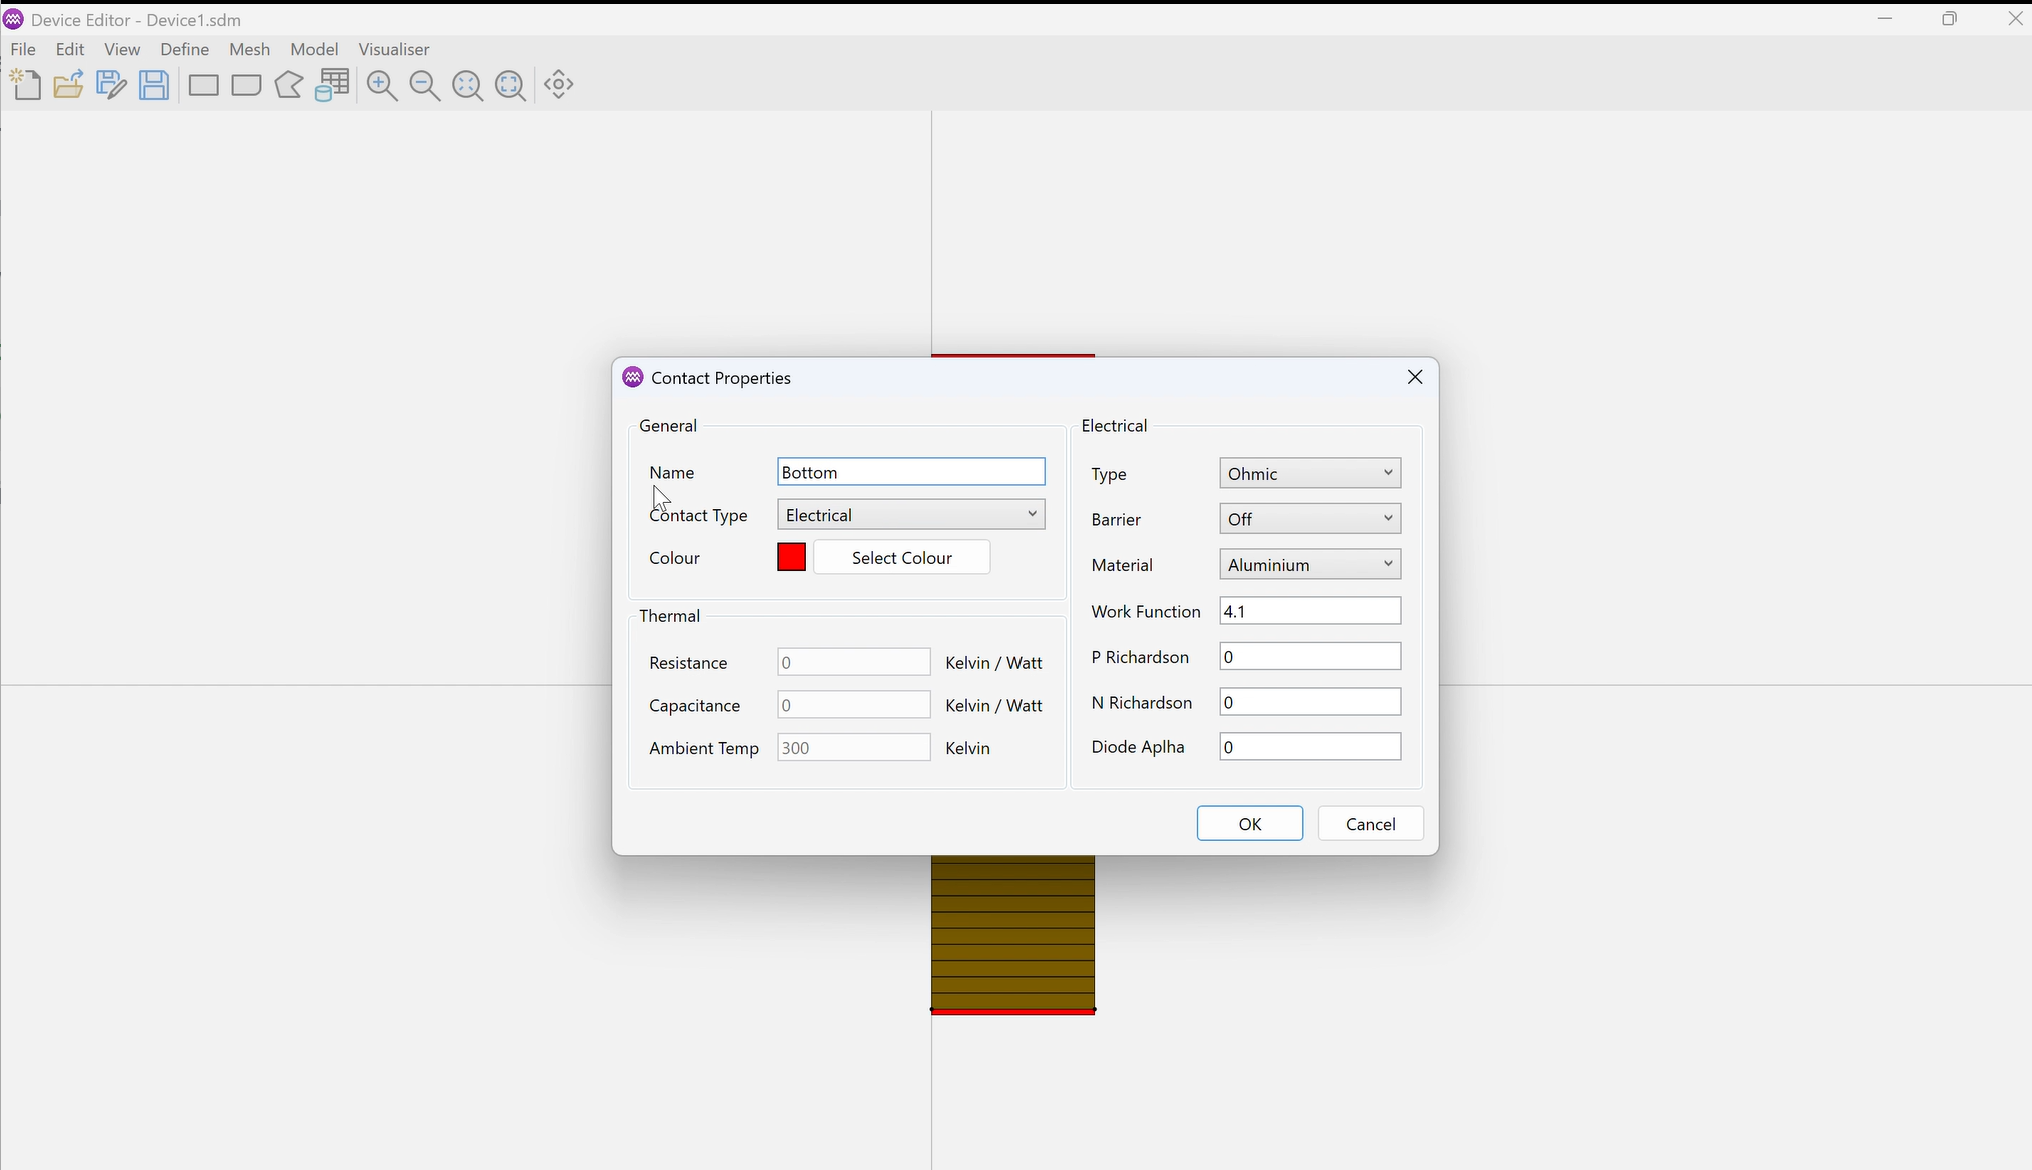 Device Editor - Device1.sdm
File Edit View Define Mesh Model Visualiser
Contact Properties
General
Name Bottom
Contact Type Electrical
Colour Select Colour
Thermal
Resistance 0 Kelvin / Watt
Capacitance 0 Kelvin / Watt
Ambient Temp 300 Kelvin
Electrical
Type Ohmic
Barrier Off
Material Aluminium
Work Function 4.1
P Richardson 0
N Richardson 0
Diode Aplha 0
OK Cancel